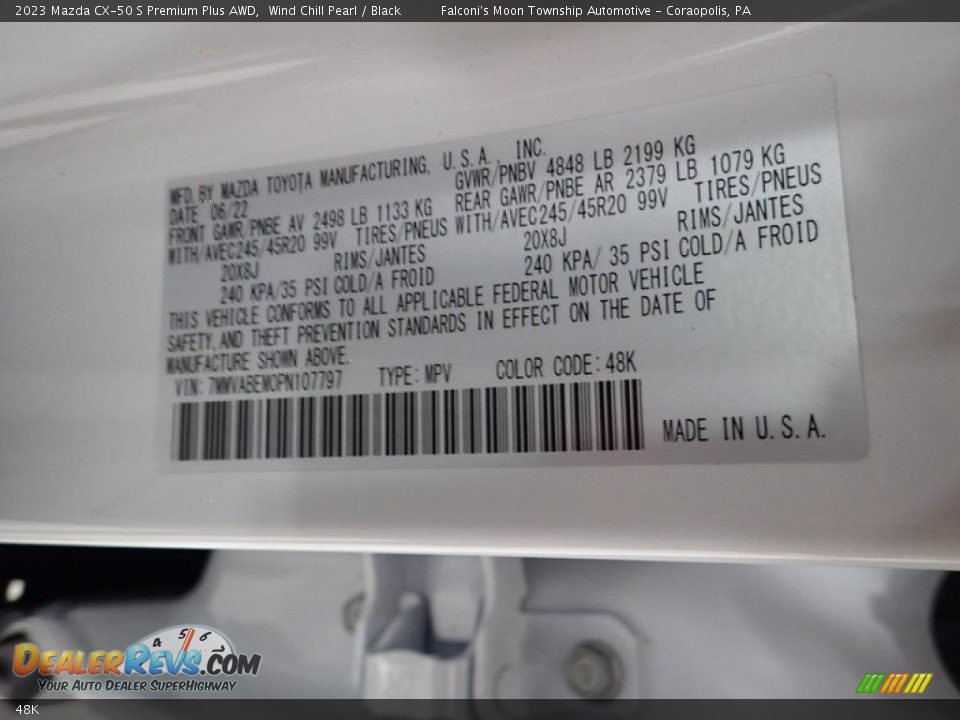 2023 Mazda CX-50 S Premium Plus AWD, Wind Chill Pearl / Black Falconi's Moon Township Automotive - Coraopolis, PA
MFD. BY MAZDA TOYOTA MANUFACTURING, U.S.A., INC.
DATE 06/22 GVWR/PNBV 4848 LB 2199 KG
FRONT GAWR/PNBE AV 2498 LB 1133 KG REAR GAWR/PNBE AR 2379 LB 1079 KG
WITH/AVEC245/45R20 99V TIRES/PNEUS WITH/AVEC245/45R20 99V TIRES/PNEUS
20X8J RIMS/JANTES 20X8J RIMS/JANTES
240 KPA/35 PSI COLD/A FROID 240 KPA/ 35 PSI COLD/A FROID
THIS VEHICLE CONFORMS TO ALL APPLICABLE FEDERAL MOTOR VEHICLE
SAFETY AND THEFT PREVENTION STANDARDS IN EFFECT ON THE DATE OF
MANUFACTURE SHOWN ABOVE.
VIN: 7MMVABEM0PN107797 TYPE: MPV COLOR CODE: 48K
MADE IN U.S.A.
4 5 6 7
DealerRevs.com
Your Auto Dealer SuperHighway
48K